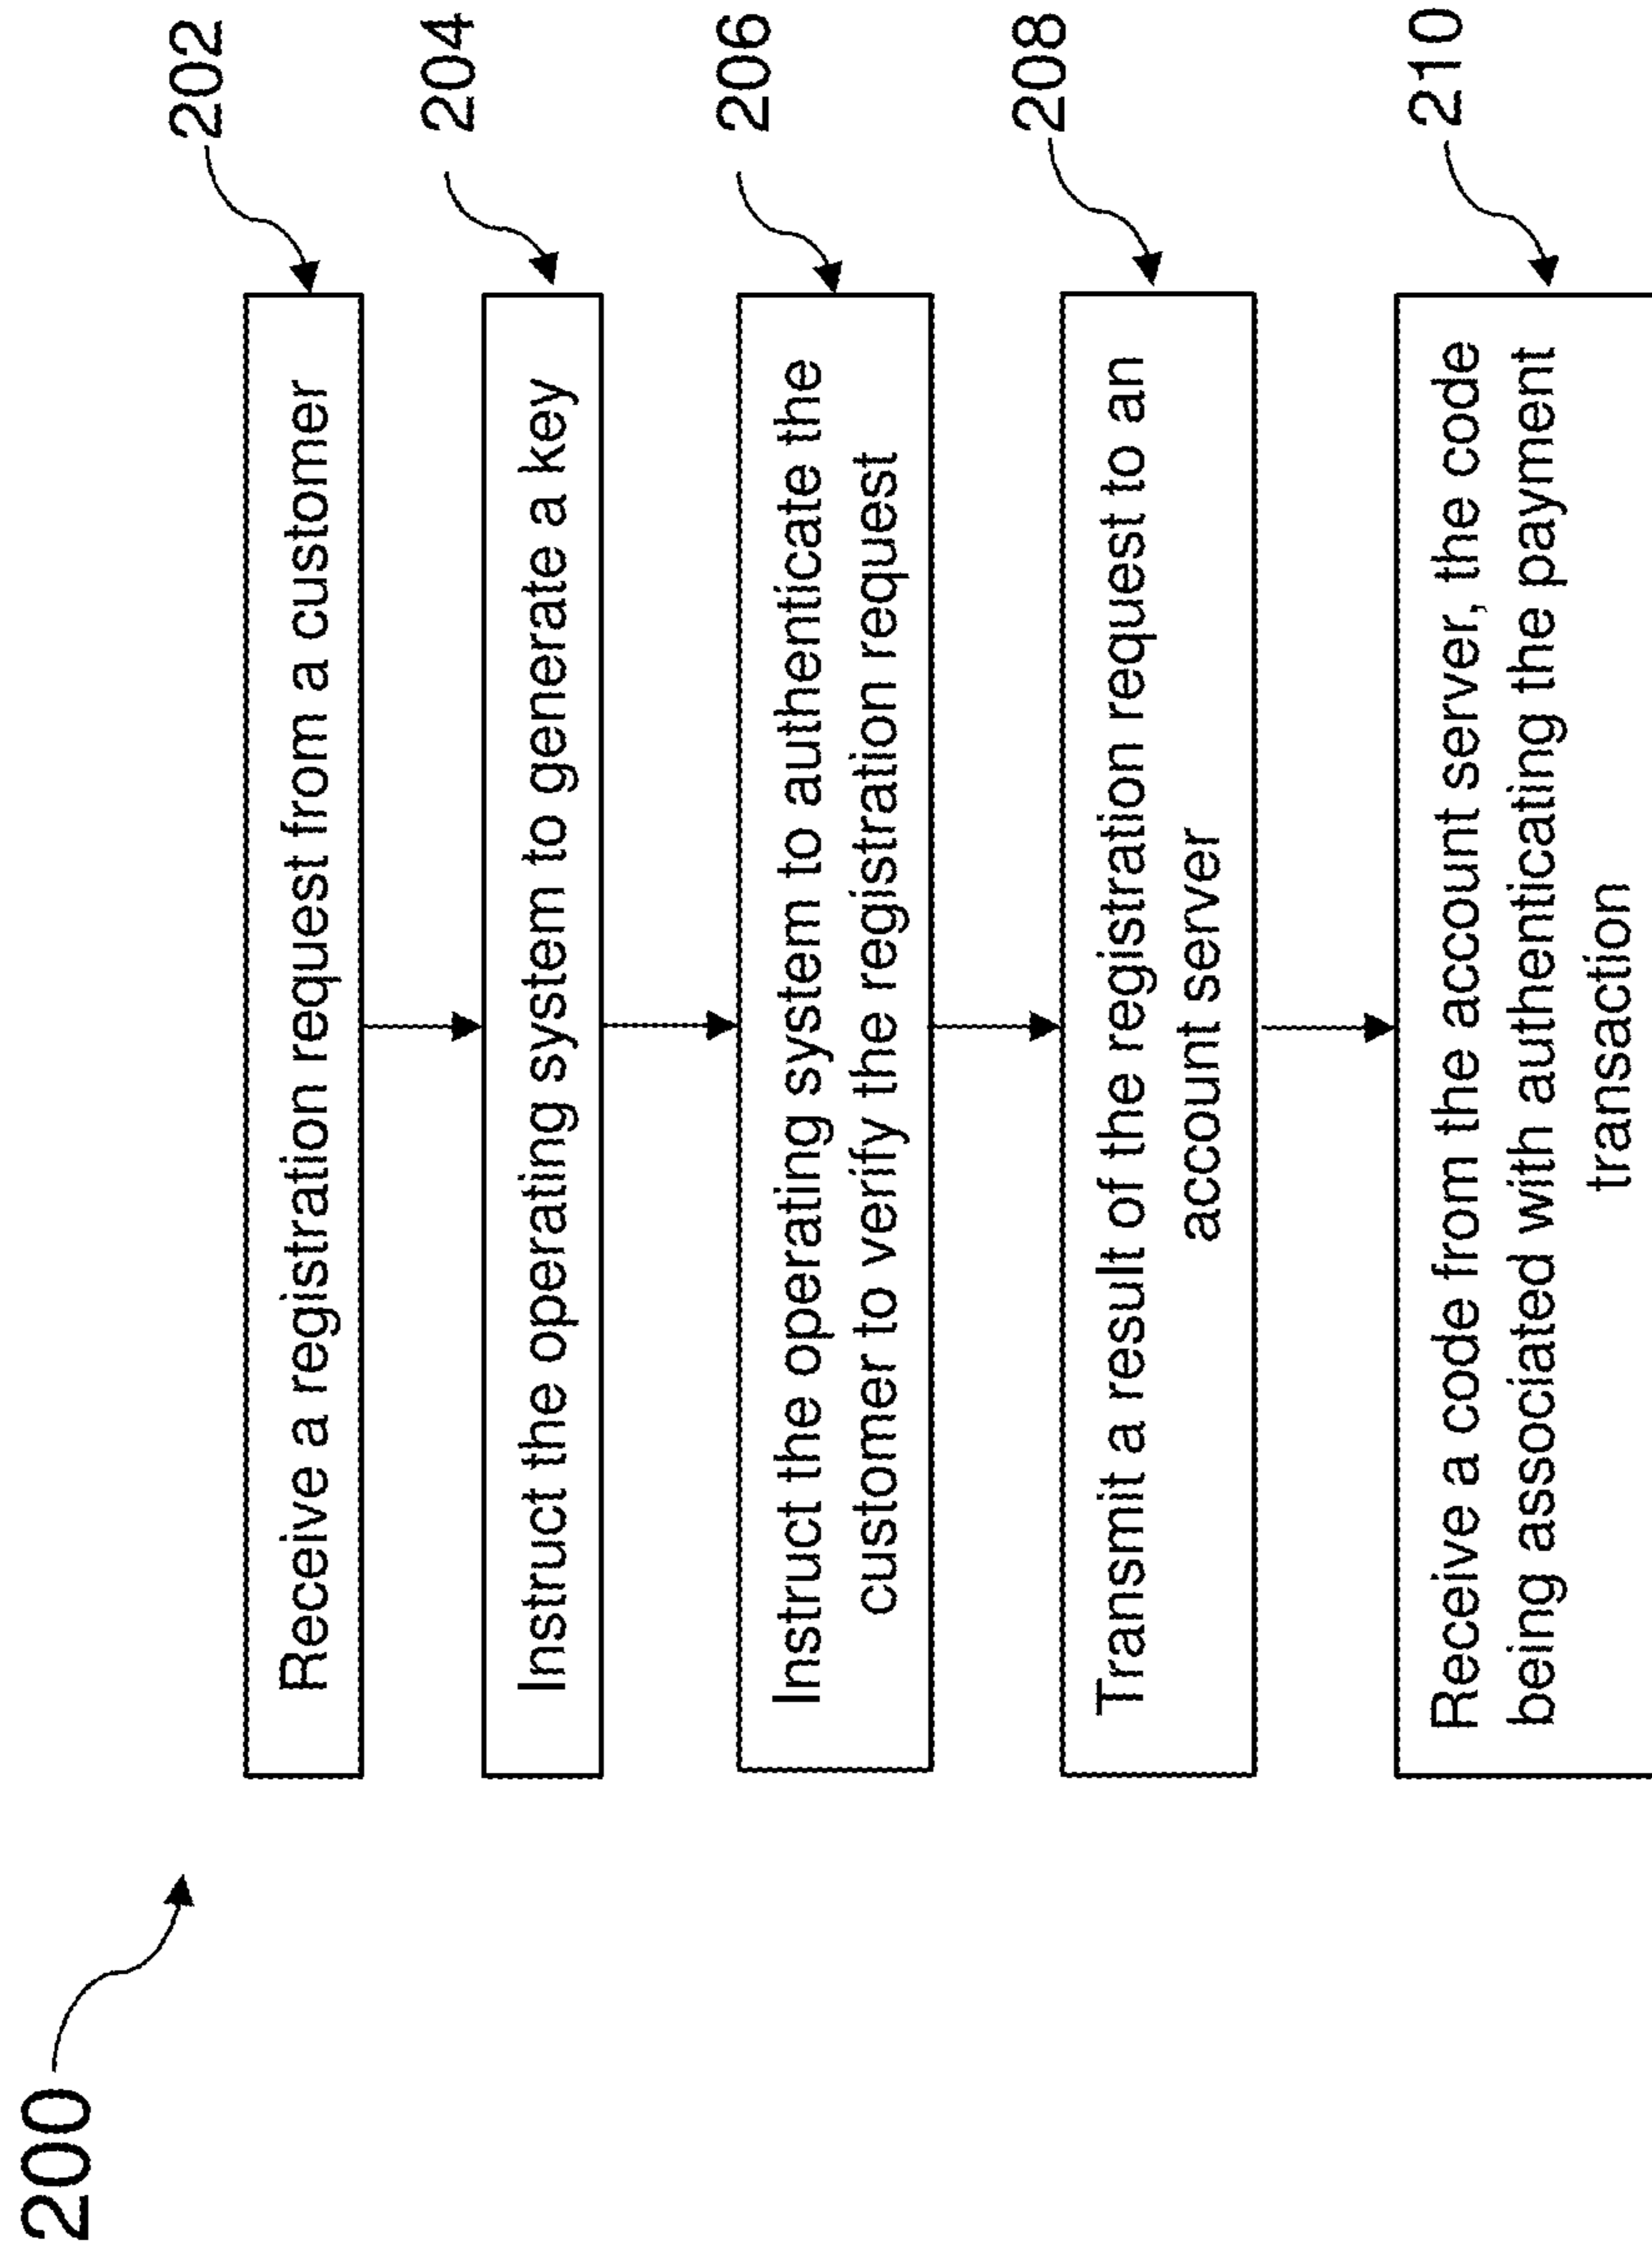 200
Receive a registration request from a customer
202
Instruct the operating system to generate a key
204
Instruct the operating system to authenticate the
customer to verify the registration request
206
Transmit a result of the registration request to an
account server
208
Receive a code from the account server, the code
being associated with authenticating the payment
transaction
210